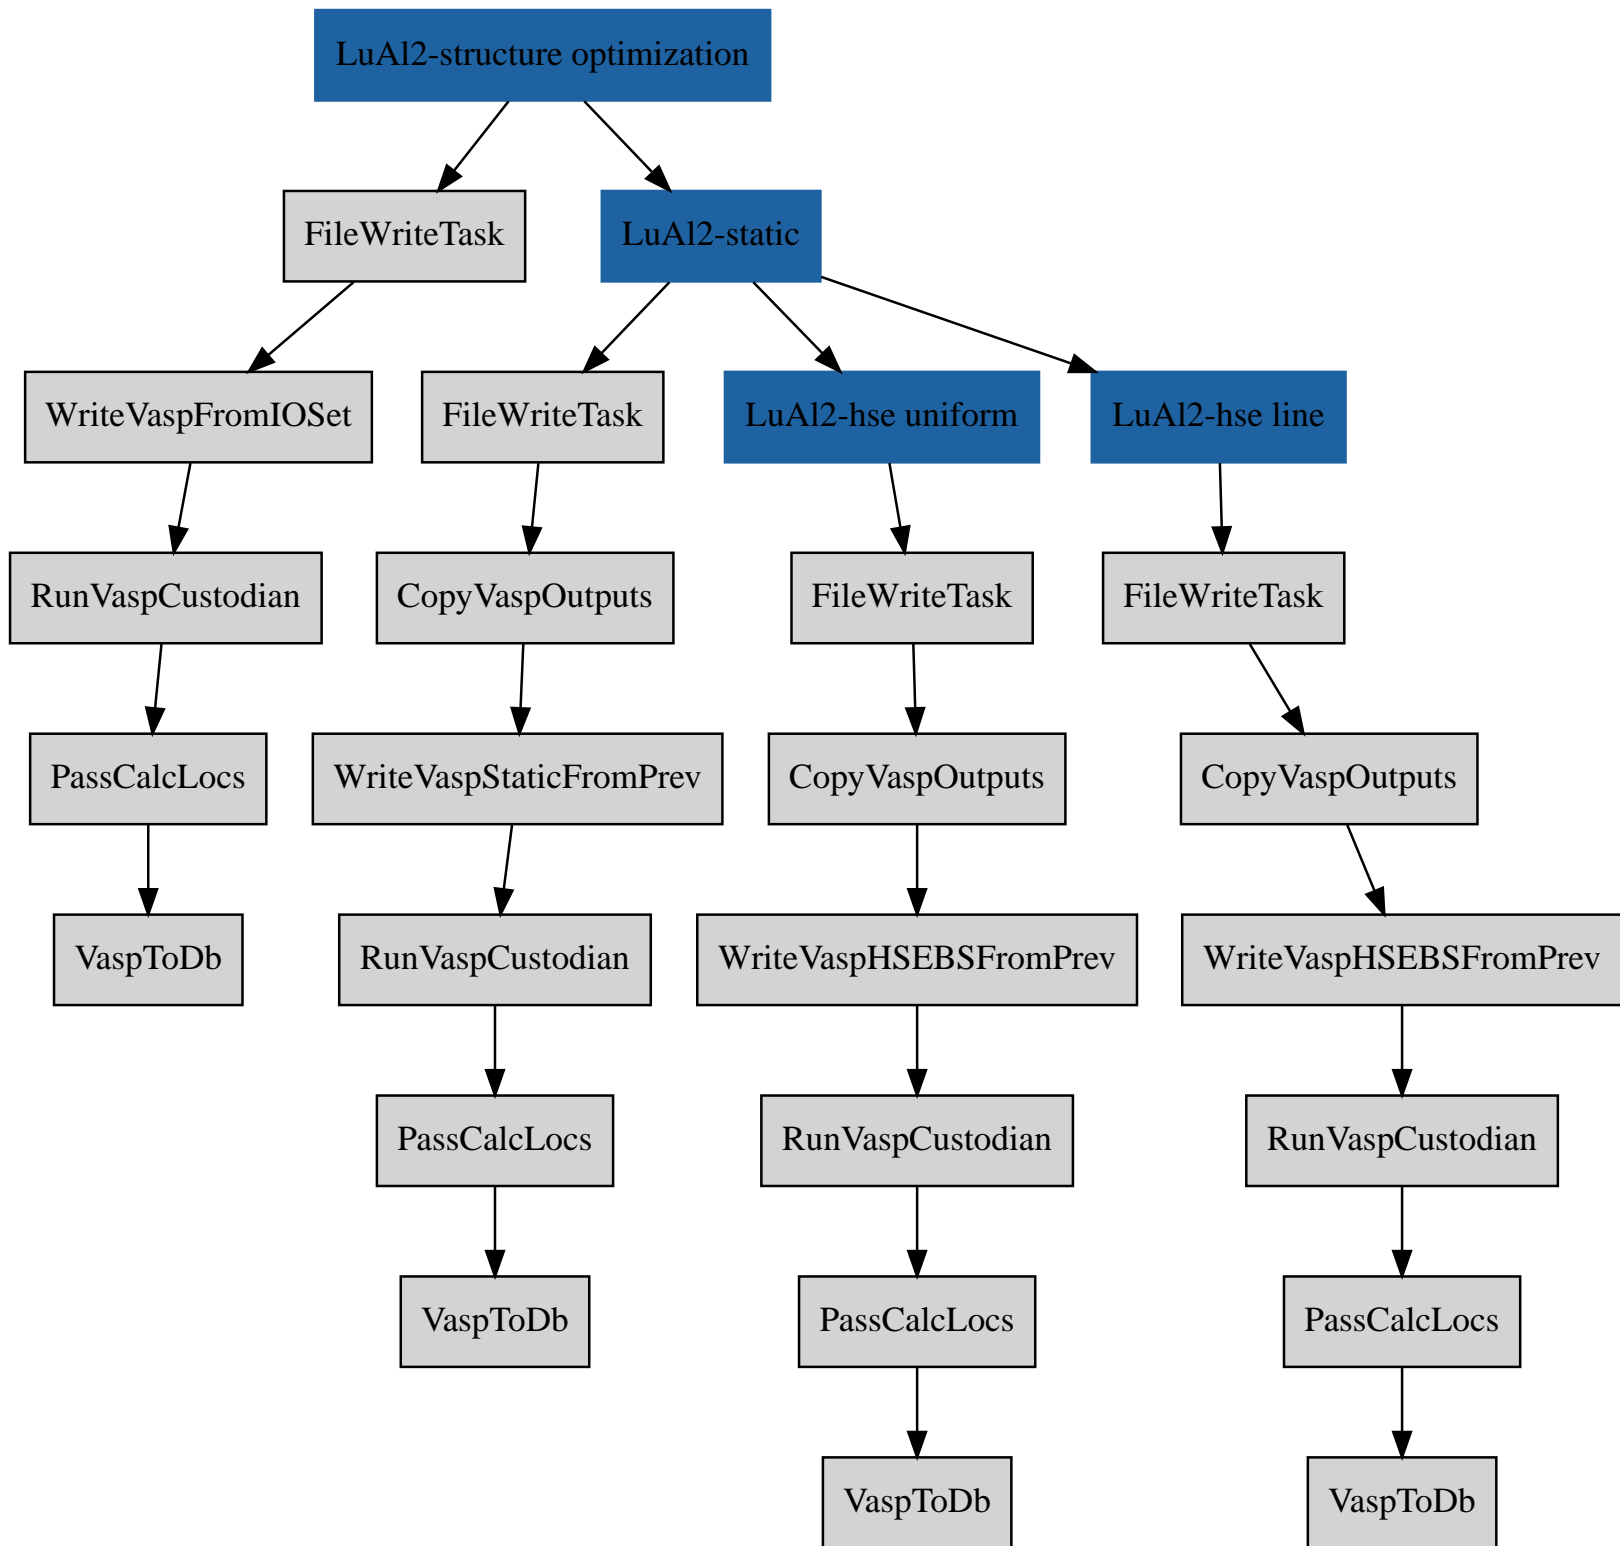 LuAl2-structure optimization
FileWriteTask
LuAl2-static
WriteVaspFromIOSet
FileWriteTask
LuAl2-hse uniform
LuAl2-hse line
RunVaspCustodian
CopyVaspOutputs
FileWriteTask
FileWriteTask
PassCalcLocs
WriteVaspStaticFromPrev
CopyVaspOutputs
CopyVaspOutputs
VaspToDb
RunVaspCustodian
WriteVaspHSEBSFromPrev
WriteVaspHSEBSFromPrev
PassCalcLocs
RunVaspCustodian
RunVaspCustodian
VaspToDb
PassCalcLocs
PassCalcLocs
VaspToDb
VaspToDb